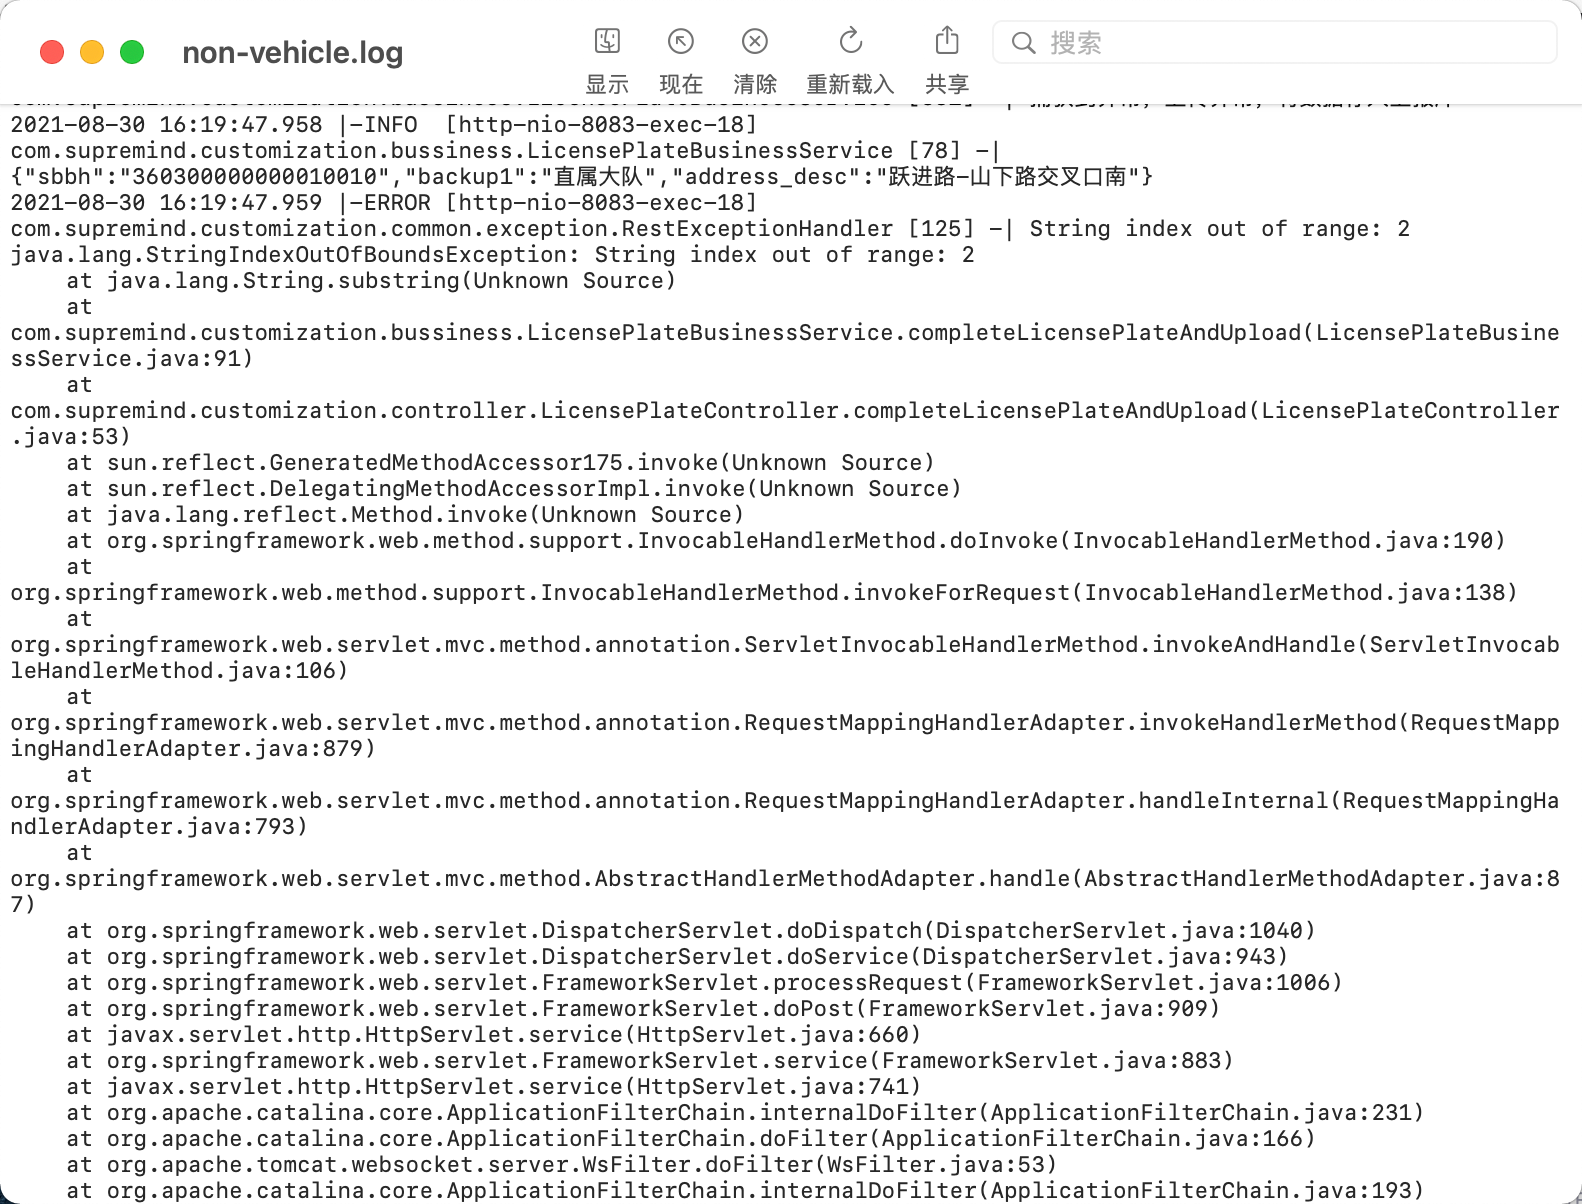 non-vehicle.log
显示
现在
清除
重新载入
共享
搜索
2021-08-30 16:19:47.958 |-INFO  [http-nio-8083-exec-18]
com.supremind.customization.bussiness.LicensePlateBusinessService [78] -|
{"sbbh":"360300000000010010","backup1":"直属大队","address_desc":"跃进路-山下路交叉口南"}
2021-08-30 16:19:47.959 |-ERROR [http-nio-8083-exec-18]
com.supremind.customization.common.exception.RestExceptionHandler [125] -| String index out of range: 2
java.lang.StringIndexOutOfBoundsException: String index out of range: 2
    at java.lang.String.substring(Unknown Source)
    at
com.supremind.customization.bussiness.LicensePlateBusinessService.completeLicensePlateAndUpload(LicensePlateBusine
ssService.java:91)
    at
com.supremind.customization.controller.LicensePlateController.completeLicensePlateAndUpload(LicensePlateController
.java:53)
    at sun.reflect.GeneratedMethodAccessor175.invoke(Unknown Source)
    at sun.reflect.DelegatingMethodAccessorImpl.invoke(Unknown Source)
    at java.lang.reflect.Method.invoke(Unknown Source)
    at org.springframework.web.method.support.InvocableHandlerMethod.doInvoke(InvocableHandlerMethod.java:190)
    at
org.springframework.web.method.support.InvocableHandlerMethod.invokeForRequest(InvocableHandlerMethod.java:138)
    at
org.springframework.web.servlet.mvc.method.annotation.ServletInvocableHandlerMethod.invokeAndHandle(ServletInvocab
leHandlerMethod.java:106)
    at
org.springframework.web.servlet.mvc.method.annotation.RequestMappingHandlerAdapter.invokeHandlerMethod(RequestMapp
ingHandlerAdapter.java:879)
    at
org.springframework.web.servlet.mvc.method.annotation.RequestMappingHandlerAdapter.handleInternal(RequestMappingHa
ndlerAdapter.java:793)
    at
org.springframework.web.servlet.mvc.method.AbstractHandlerMethodAdapter.handle(AbstractHandlerMethodAdapter.java:8
7)
    at org.springframework.web.servlet.DispatcherServlet.doDispatch(DispatcherServlet.java:1040)
    at org.springframework.web.servlet.DispatcherServlet.doService(DispatcherServlet.java:943)
    at org.springframework.web.servlet.FrameworkServlet.processRequest(FrameworkServlet.java:1006)
    at org.springframework.web.servlet.FrameworkServlet.doPost(FrameworkServlet.java:909)
    at javax.servlet.http.HttpServlet.service(HttpServlet.java:660)
    at org.springframework.web.servlet.FrameworkServlet.service(FrameworkServlet.java:883)
    at javax.servlet.http.HttpServlet.service(HttpServlet.java:741)
    at org.apache.catalina.core.ApplicationFilterChain.internalDoFilter(ApplicationFilterChain.java:231)
    at org.apache.catalina.core.ApplicationFilterChain.doFilter(ApplicationFilterChain.java:166)
    at org.apache.tomcat.websocket.server.WsFilter.doFilter(WsFilter.java:53)
    at org.apache.catalina.core.ApplicationFilterChain.internalDoFilter(ApplicationFilterChain.java:193)